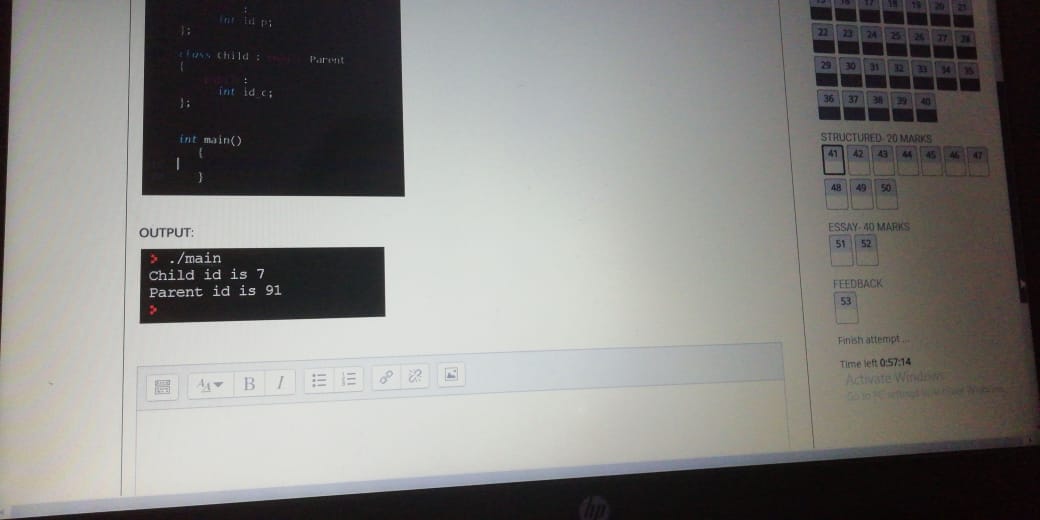 :
int id_p;
};
class Child : Parent
{
:
int id_c;
};
int main()
{
}
OUTPUT:
> ./main
Child id is 7
Parent id is 91
>
B I
15 16 17 18 19 20 21
22 23 24 25 26 27 28
29 30 31 32 33 34 35
36 37 38 39 40
STRUCTURED- 20 MARKS
41 42 43 44 45 46 47
48 49 50
ESSAY- 40 MARKS
51 52
FEEDBACK
53
Finish attempt ...
Time left 0:57:14
Activate Windows
Go to PC settings to activate Windows.
hp